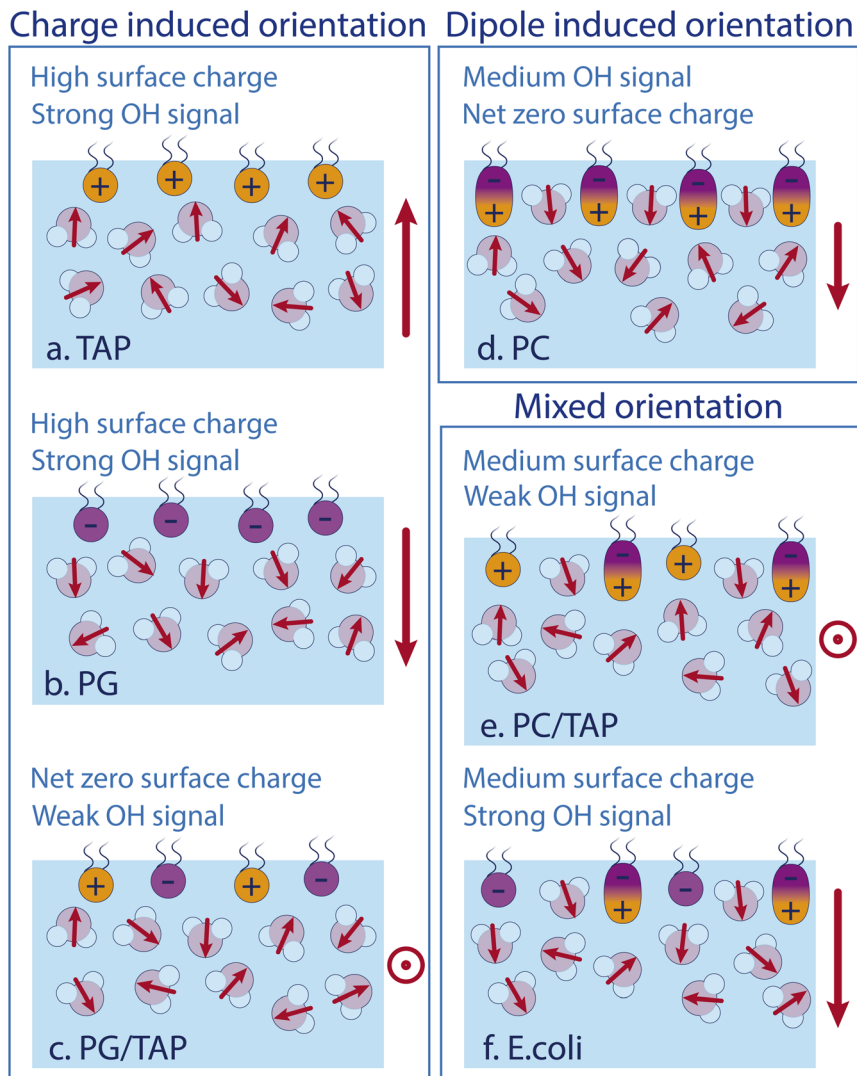 Charge induced orientation
High surface charge
Strong OH signal
+ + + +
a. TAP
High surface charge
Strong OH signal
- - - -
b. PG
Net zero surface charge
Weak OH signal
+ - + -
c. PG/TAP
Dipole induced orientation
Medium OH signal
Net zero surface charge
- - - -
+ + + +
d. PC
Mixed orientation
Medium surface charge
Weak OH signal
+ - + -
+ +
e. PC/TAP
Medium surface charge
Strong OH signal
- - - -
+ +
f. E.coli